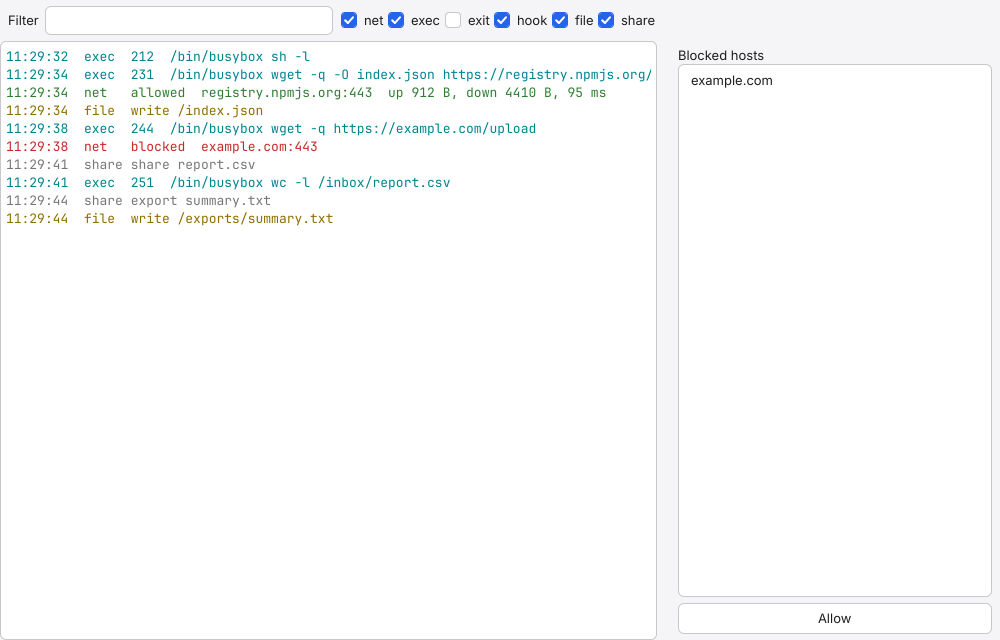 Filter net exec exit hook file share
11:29:32 exec 212 /bin/busybox sh -l
11:29:34 exec 231 /bin/busybox wget -q -O index.json https://registry.npmjs.org/
11:29:34 net allowed registry.npmjs.org:443 up 912 B, down 4410 B, 95 ms
11:29:34 file write /index.json
11:29:38 exec 244 /bin/busybox wget -q https://example.com/upload
11:29:38 net blocked example.com:443
11:29:41 share share report.csv
11:29:41 exec 251 /bin/busybox wc -l /inbox/report.csv
11:29:44 share export summary.txt
11:29:44 file write /exports/summary.txt
Blocked hosts
example.com
Allow